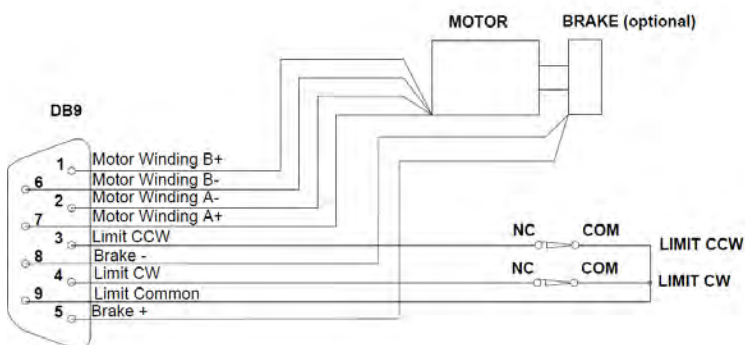 MOTOR BRAKE (optional)
DB9
1 Motor Winding B+
6 Motor Winding B-
2 Motor Winding A-
7 Motor Winding A+
3 Limit CCW NC COM LIMIT CCW
8 Brake -
4 Limit CW NC COM LIMIT CW
9 Limit Common
5 Brake +